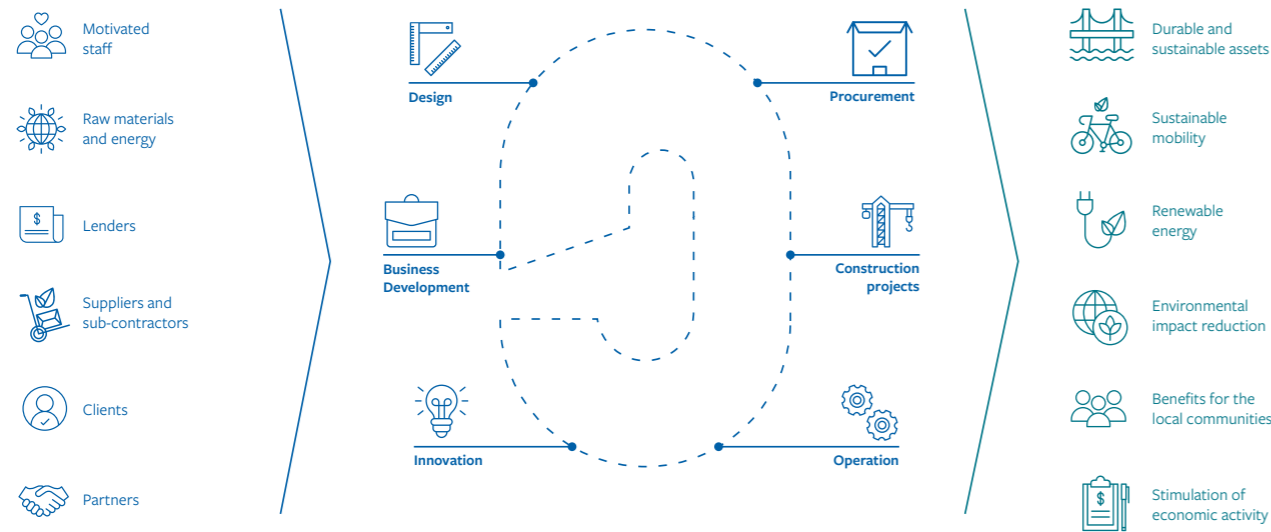 Motivated
staff
Raw materials
and energy
Lenders
Suppliers and
sub-contractors
Clients
Partners
Design
Business
Development
Innovation
Procurement
Construction
projects
Operation
Durable and
sustainable assets
Sustainable
mobility
Renewable
energy
Environmental
impact reduction
Benefits for the
local communities
Stimulation of
economic activity